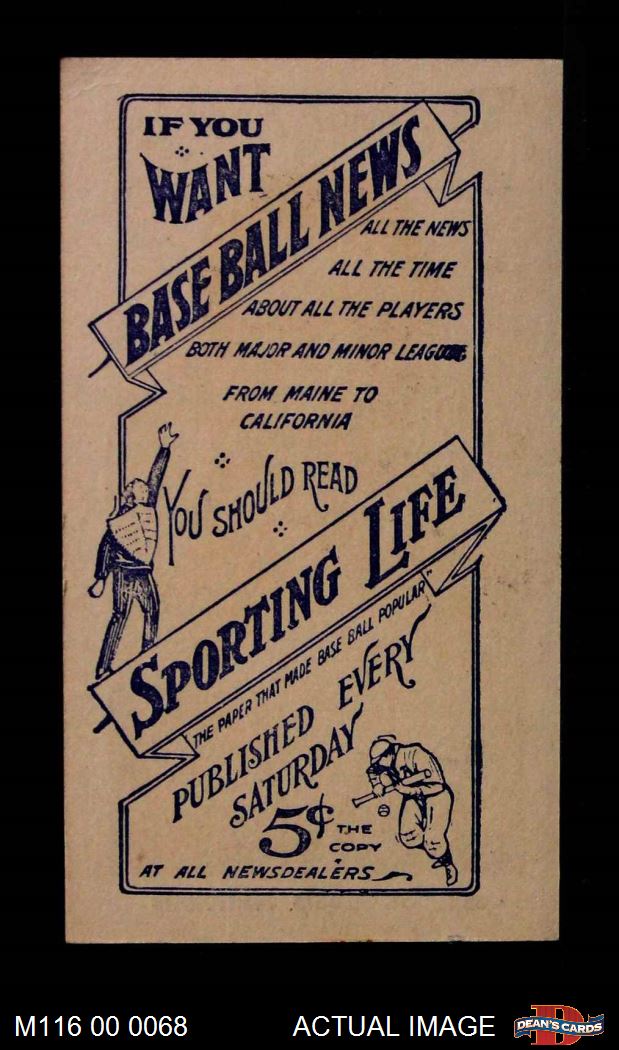 IF YOU
WANT
BASE BALL NEWS
ALL THE NEWS
ALL THE TIME
ABOUT ALL THE PLAYERS
BOTH MAJOR AND MINOR LEAGUES
FROM MAINE TO
CALIFORNIA
YOU SHOULD READ
SPORTING LIFE
"THE PAPER THAT MADE BASE BALL POPULAR"
PUBLISHED EVERY
SATURDAY
5¢ THE
COPY
AT ALL NEWSDEALERS
M116 00 0068 ACTUAL IMAGE
D
DEAN'S CARDS